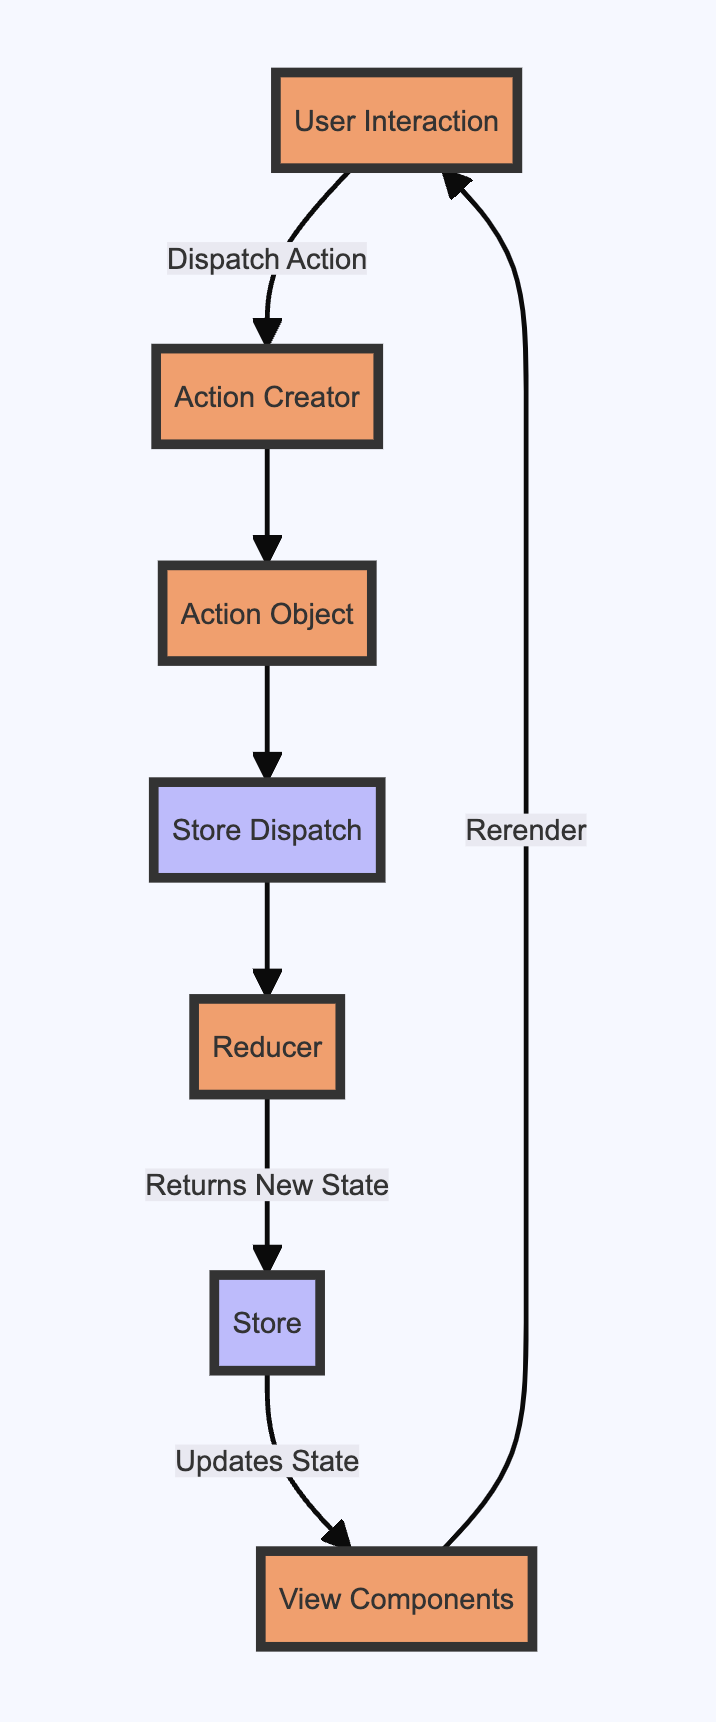 User Interaction
Dispatch Action
Action Creator
Action Object
Store Dispatch
Rerender
Reducer
Returns New State
Store
Updates State
View Components